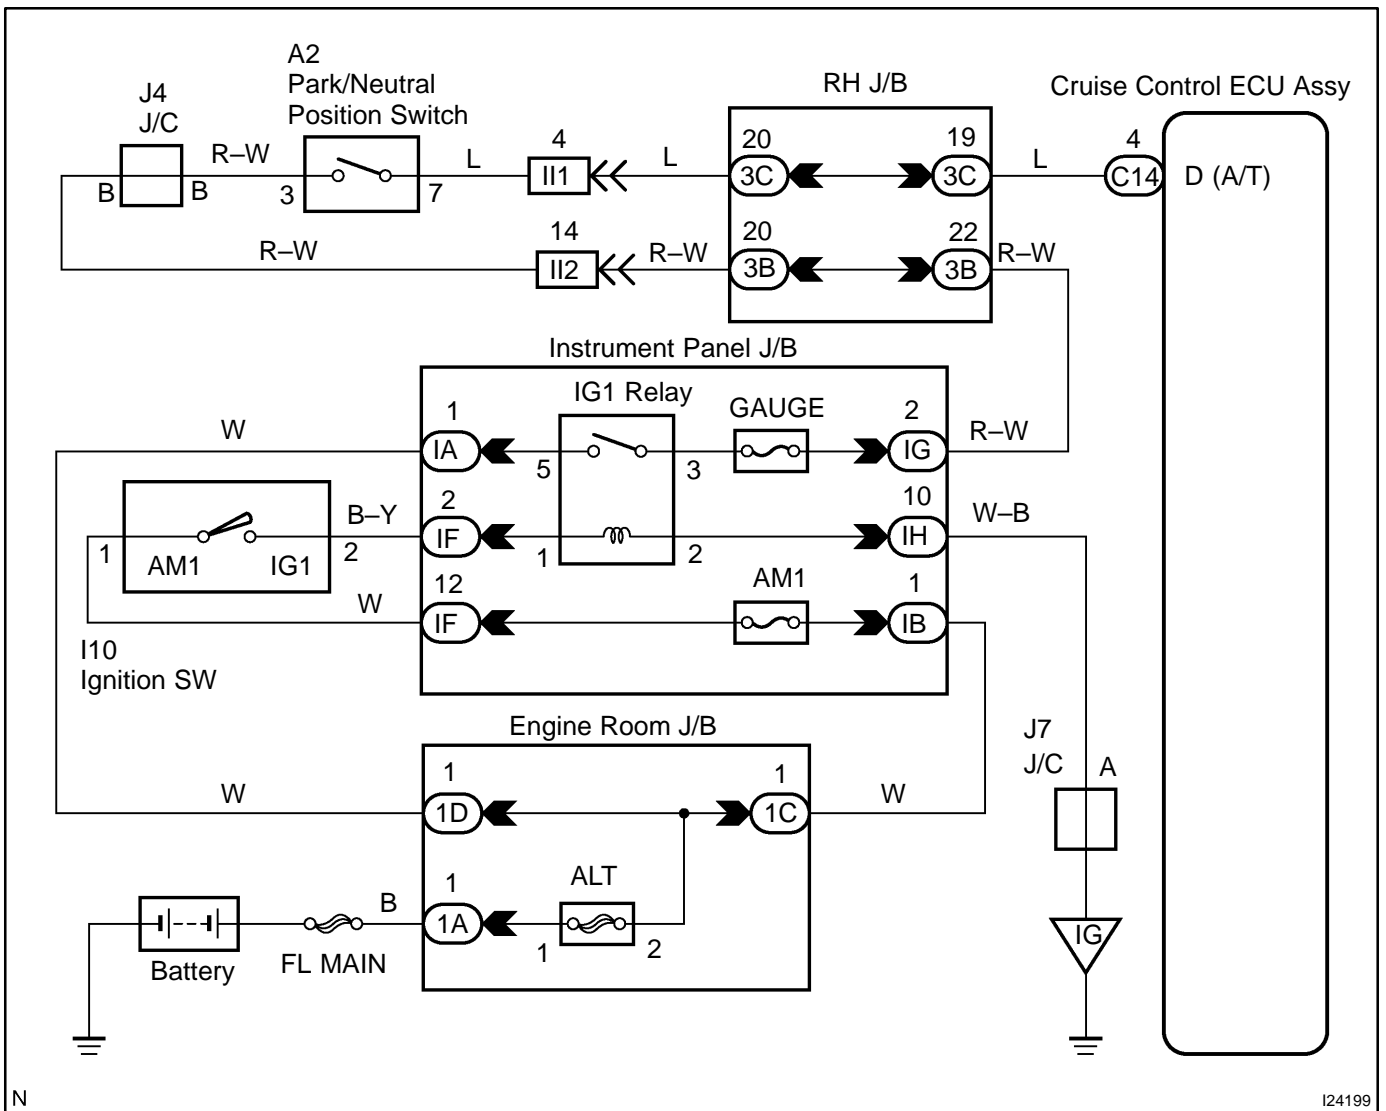 A2
Park/Neutral
Position Switch
J4
J/C
RH J/B
Cruise Control ECU Assy
R–W
L
4
L
20
19
L
4
B
B
3
7
II1
3C
3C
C14
D (A/T)
R–W
14
R–W
20
22
R–W
II2
3B
3B
Instrument Panel J/B
IG1 Relay
GAUGE
W
1
2
R–W
IA
5
3
IG
B–Y
2
10
W–B
1
AM1
IG1
2
IF
1
2
IH
W
12
AM1
1
IF
IB
I10
Ignition SW
Engine Room J/B
J7
J/C
A
W
1
1
W
1D
1C
B
1
ALT
1A
1
2
Battery
FL MAIN
IG
N
I24199